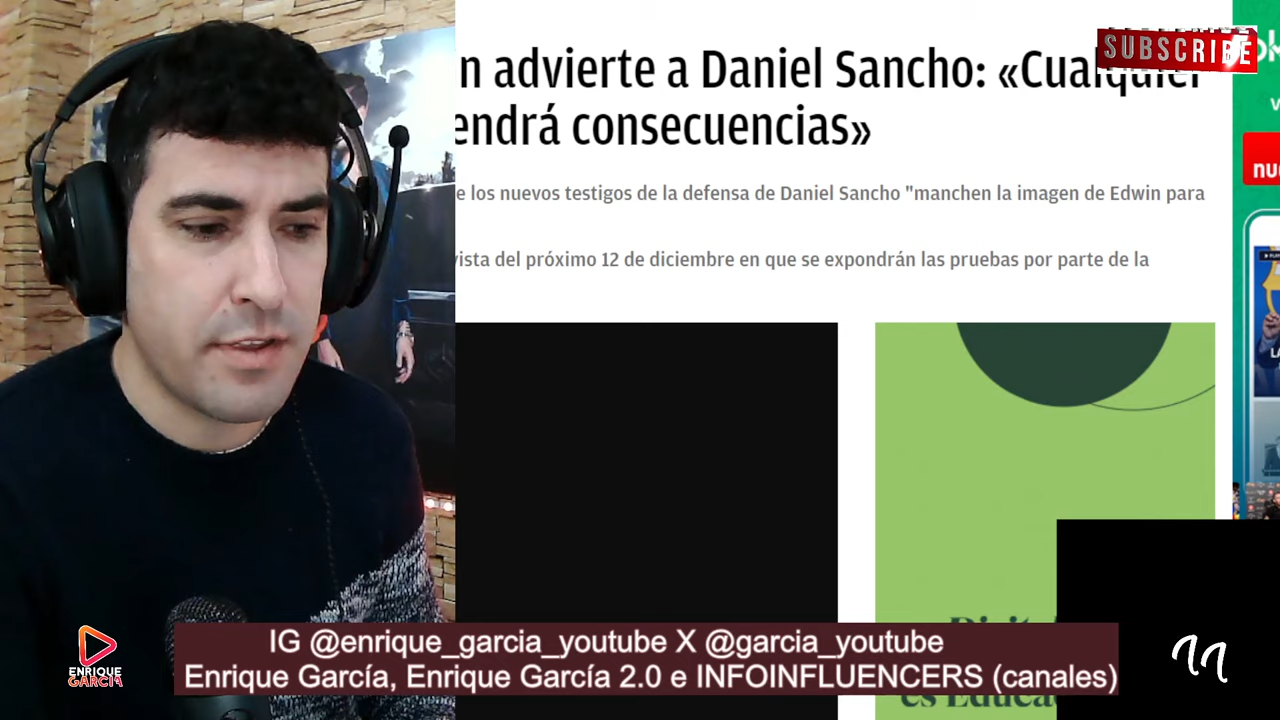 SUBSCRIBE
n advierte a Daniel Sancho: «Cualquier
endrá consecuencias»
e los nuevos testigos de la defensa de Daniel Sancho "manchen la imagen de Edwin para
vista del próximo 12 de diciembre en que se expondrán las pruebas por parte de la
IG @enrique_garcia_youtube X @garcia_youtube
Enrique García, Enrique García 2.0 e INFOINFLUENCERS (canales)
ENRIQUE
GARCÍA